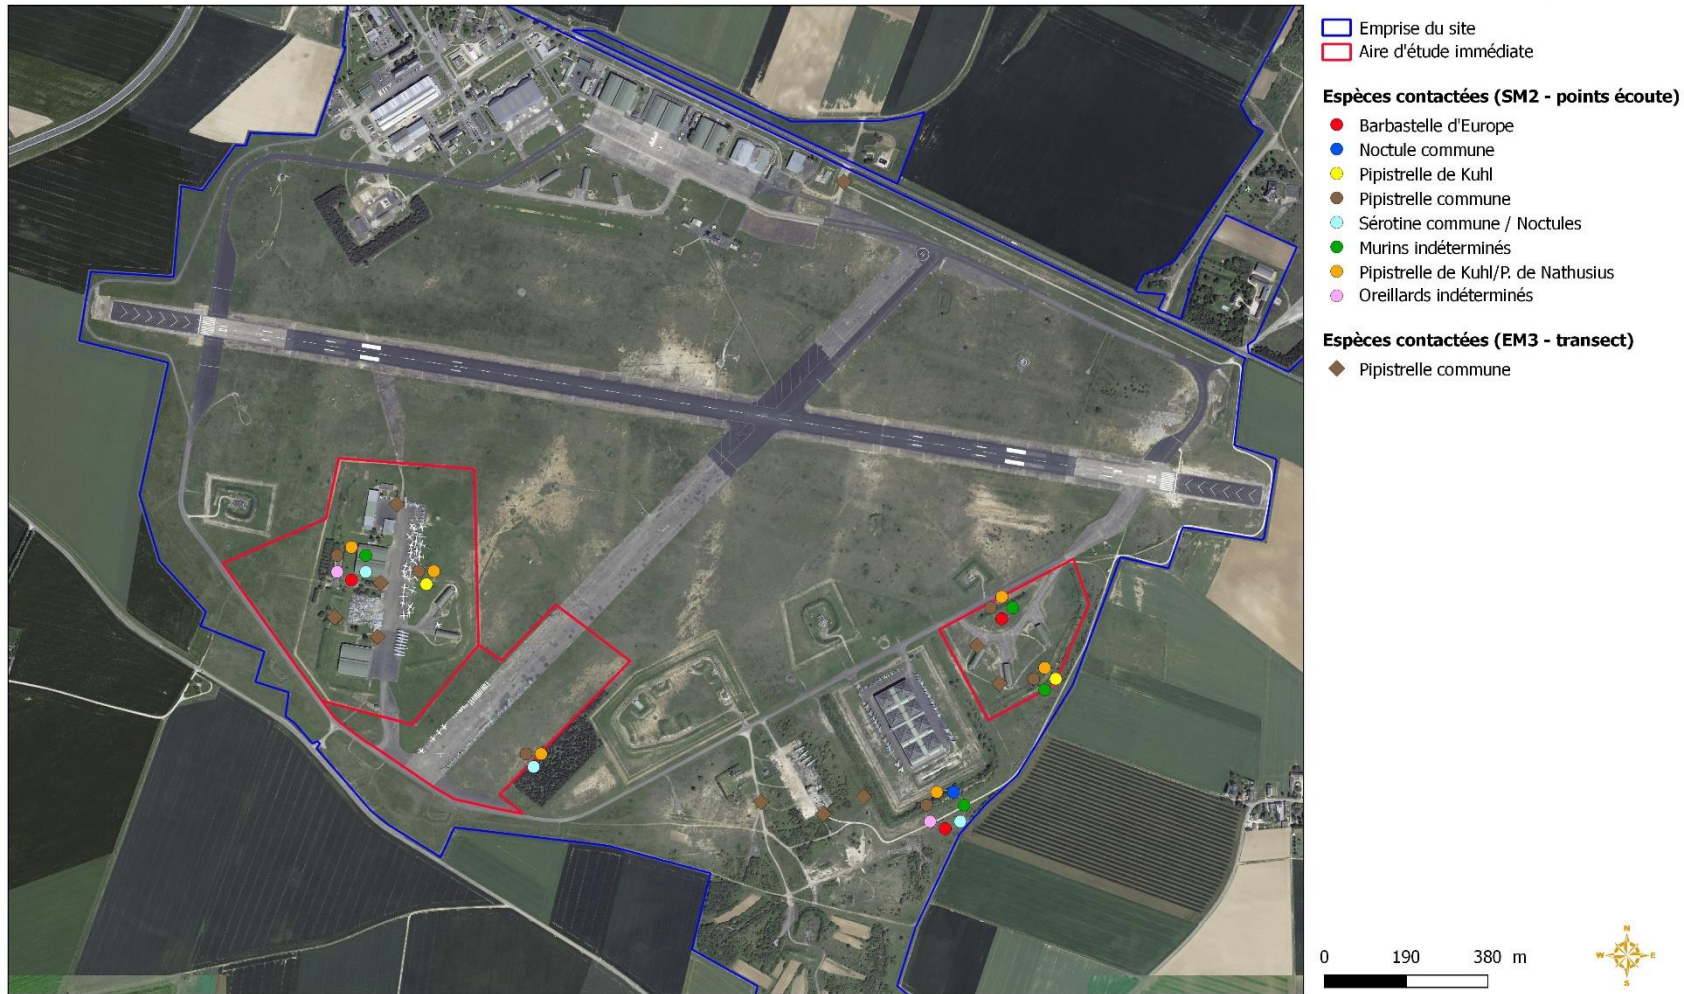 Emprise du site
Aire d'étude immédiate
Espèces contactées (SM2 - points écoute)
Barbastelle d'Europe
Noctule commune
Pipistrelle de Kuhl
Pipistrelle commune
Sérotine commune / Noctules
Murins indéterminés
Pipistrelle de Kuhl/P. de Nathusius
Oreillards indéterminés
Espèces contactées (EM3 - transect)
Pipistrelle commune
0 190 380 m
N
W E
S